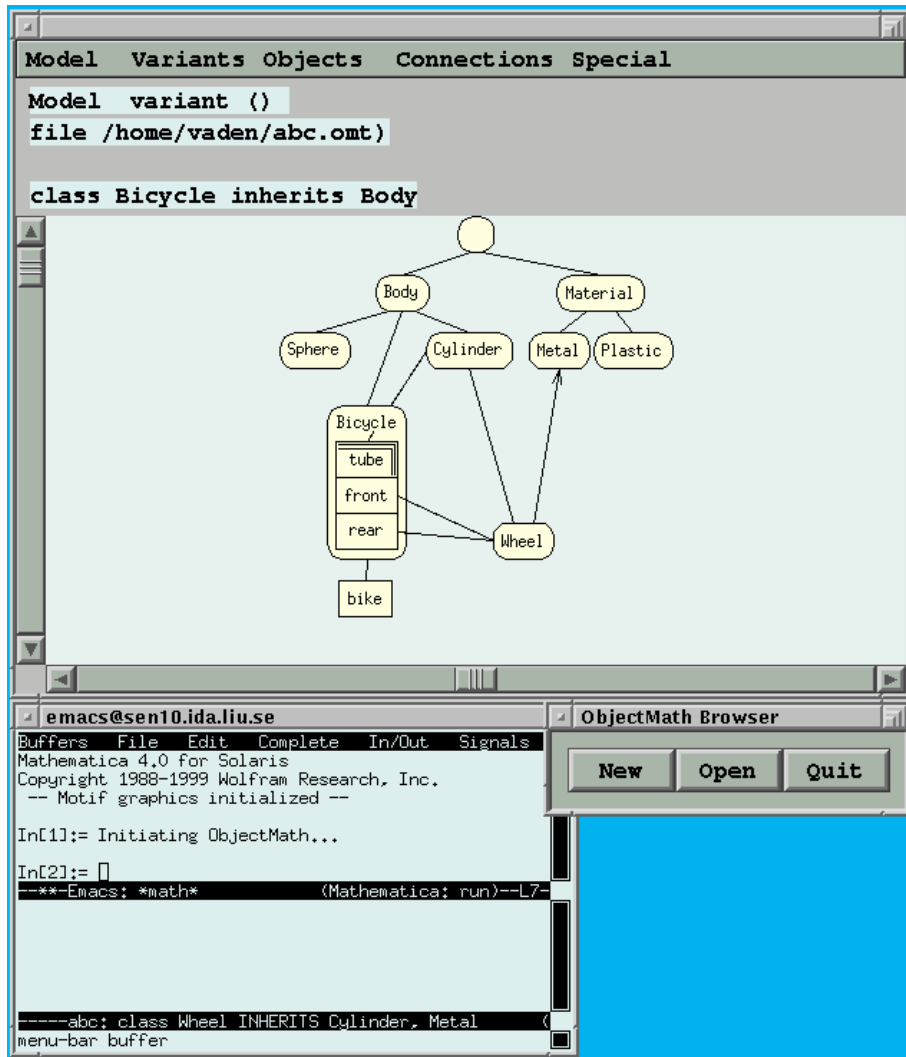 Model Variants Objects Connections Special
Model variant ()
file /home/vaden/abc.omt)
class Bicycle inherits Body
Body
Material
Sphere
Cylinder
Metal
Plastic
Bicycle
tube
front
rear
Wheel
bike
emacs@sen10.ida.liu.se
Buffers File Edit Complete In/Out Signals
Mathematica 4.0 for Solaris
Copyright 1988-1999 Wolfram Research, Inc.
-- Motif graphics initialized --
In[1]:= Initiating ObjectMath...
In[2]:=
--**-Emacs: *math* (Mathematica: run)--L7-
-----abc: class Wheel INHERITS Cylinder, Metal (
menu-bar buffer
ObjectMath Browser
New Open Quit